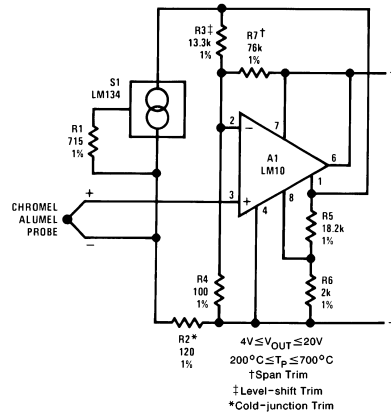 R3‡
13.3k
1%
R7†
76k
1%
S1
LM134
R1
715
1%
2
−
7
A1
LM10
6
1
3
+
8
4
R5
18.2k
1%
CHROMEL
ALUMEL
PROBE
+
−
R4
100
1%
R6
2k
1%
R2*
120
1%
4V≤VOUT≤20V
200°C≤TP≤700°C
†Span Trim
‡Level-shift Trim
*Cold-junction Trim